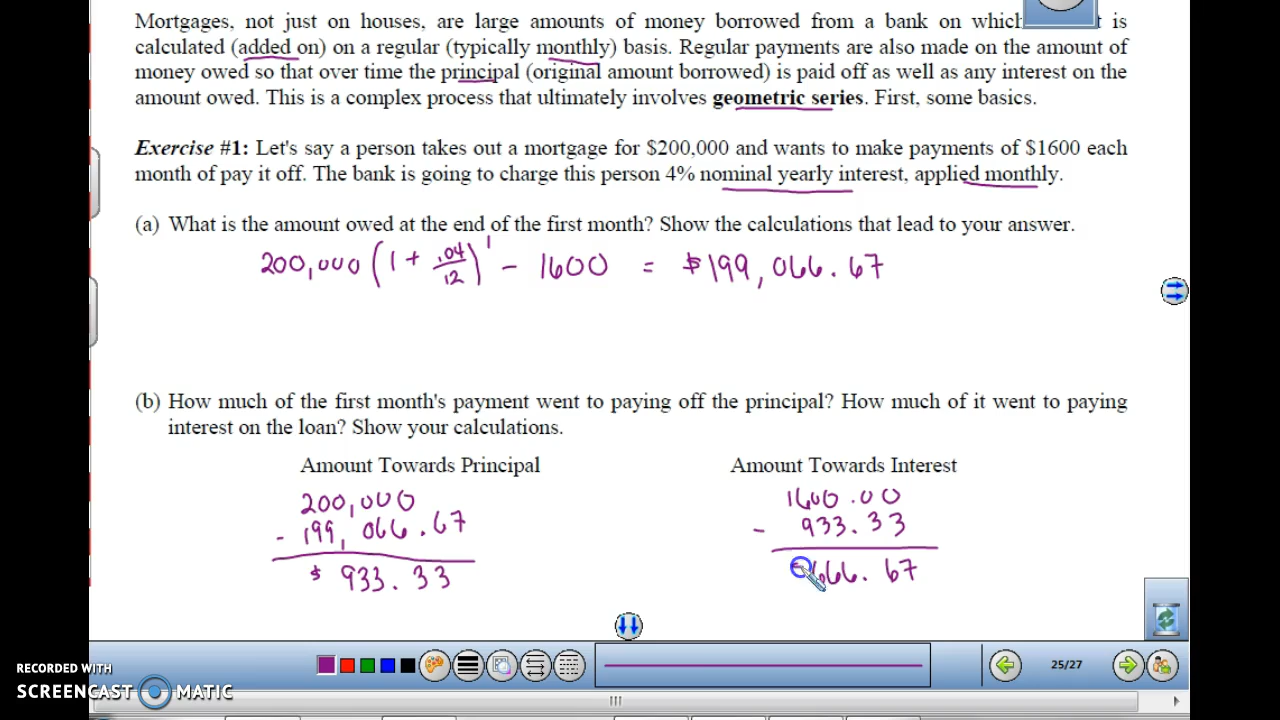 Mortgages, not just on houses, are large amounts of money borrowed from a bank on which is
calculated (added on) on a regular (typically monthly) basis. Regular payments are also made on the amount of
money owed so that over time the principal (original amount borrowed) is paid off as well as any interest on the
amount owed. This is a complex process that ultimately involves geometric series. First, some basics.
Exercise #1: Let's say a person takes out a mortgage for $200,000 and wants to make payments of $1600 each
month of pay it off. The bank is going to charge this person 4% nominal yearly interest, applied monthly.
(a) What is the amount owed at the end of the first month? Show the calculations that lead to your answer.
200,000 (1 + .04/12)^1 - 1600 = $199,066.67
(b) How much of the first month's payment went to paying off the principal? How much of it went to paying
interest on the loan? Show your calculations.
Amount Towards Principal
200,000
- 199,066.67
$ 933.33
Amount Towards Interest
1600.00
- 933.33
666.67
25/27
RECORDED WITH
SCREENCAST MATIC